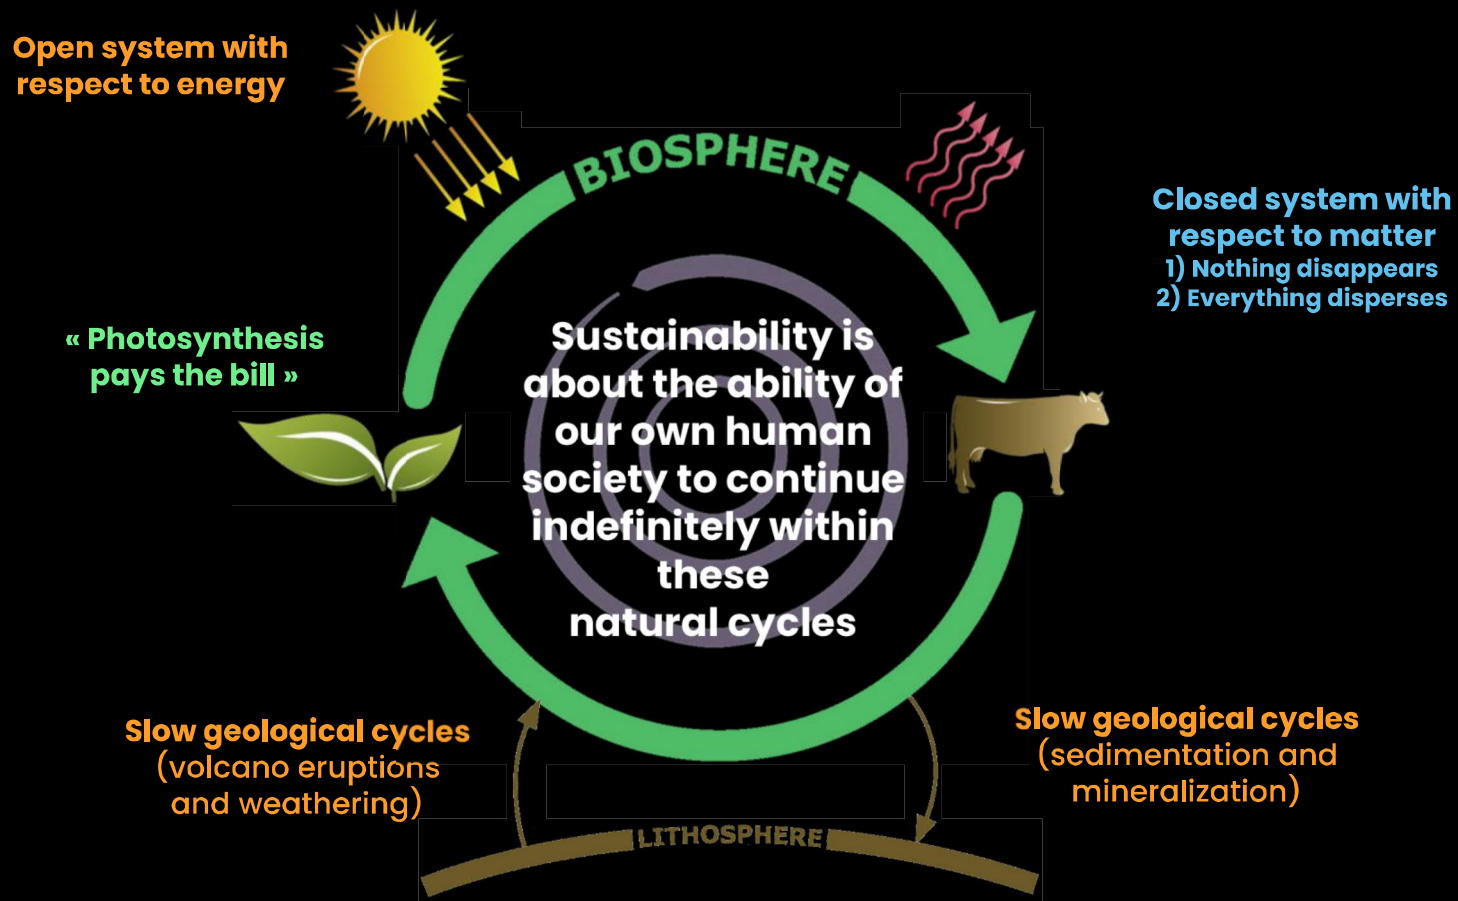 Open system with
respect to energy
BIOSPHERE
Closed system with
respect to matter
1) Nothing disappears
2) Everything disperses
« Photosynthesis
pays the bill »
Sustainability is
about the ability of
our own human
society to continue
indefinitely within
these
natural cycles
Slow geological cycles
(volcano eruptions
and weathering)
Slow geological cycles
(sedimentation and
mineralization)
LITHOSPHERE